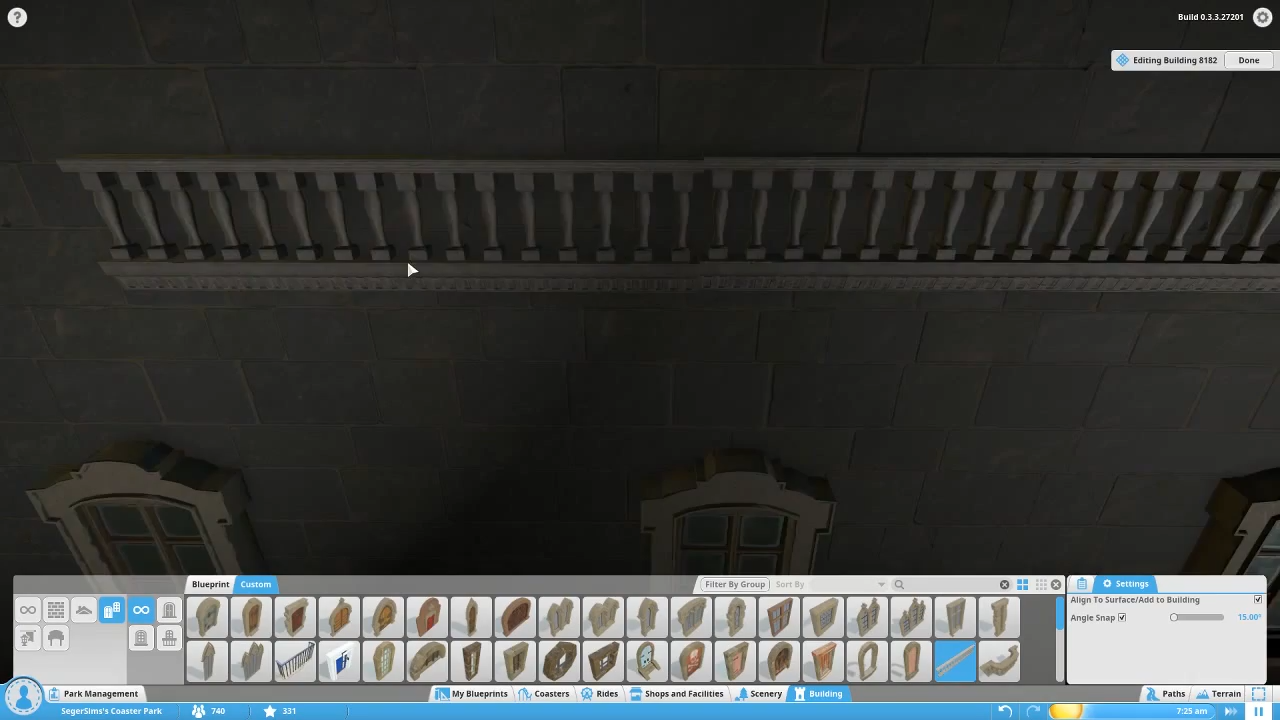 ?
Build 0.3.3.27201
Editing Building 8182 Done
Blueprint Custom Filter By Group Sort By Settings
Align To Surface/Add to Building
Angle Snap 15.00°
Park Management My Blueprints Coasters Rides Shops and Facilities Scenery Building Paths Terrain
SegerSims's Coaster Park 740 331 7:25 am